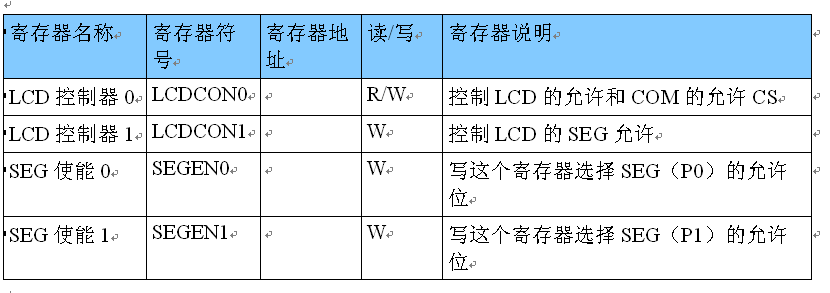 寄存器名称 寄存器符号 寄存器地址 读/写 寄存器说明
LCD 控制器 0 LCDCON0 R/W 控制 LCD 的允许和 COM 的允许 CS
LCD 控制器 1 LCDCON1 W 控制 LCD 的 SEG 允许
SEG 使能 0 SEGEN0 W 写这个寄存器选择 SEG（P0）的允许
位
SEG 使能 1 SEGEN1 W 写这个寄存器选择 SEG（P1）的允许
位